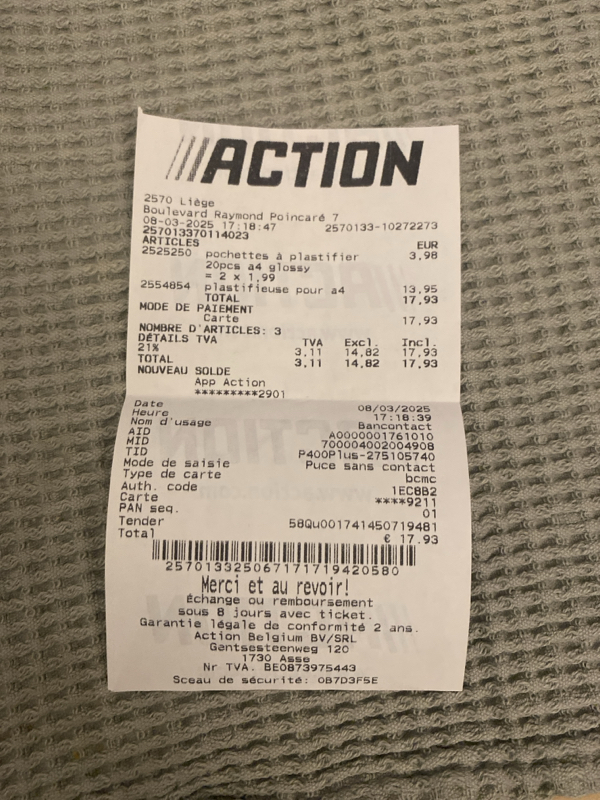 ///ACTION
2570 Liège
Boulevard Raymond Poincaré 7
08-03-2025 17:18:47 2570133-10272273
257013370114023
ARTICLES EUR
2525250 pochettes à plastifier 3,98
20pcs a4 glossy
= 2 x 1,99
2554854 plastifieuse pour a4 13,95
TOTAL 17,93
MODE DE PAIEMENT
Carte 17,93
NOMBRE D'ARTICLES: 3
DÉTAILS TVA TVA Excl. Incl.
21% 3,11 14,82 17,93
TOTAL 3,11 14,82 17,93
NOUVEAU SOLDE
App Action
*********2901
Date 08/03/2025
Heure 17:18:39
Nom d'usage Bancontact
AID A0000001761010
MID 700004002004908
TID P400Plus-275105740
Mode de saisie Puce sans contact
Type de carte bcmc
Auth. code 1EC8B2
Carte ****9211
PAN seq. 01
Tender 58Qu001741450719481
Total € 17.93
2570133250671717719420580
Merci et au revoir!
Échange ou remboursement
sous 8 jours avec ticket.
Garantie légale de conformité 2 ans.
Action Belgium BV/SRL
Gentsesteenweg 120
1730 Asse
Nr TVA. BE0873975443
Sceau de sécurité: 0B7D3F5E